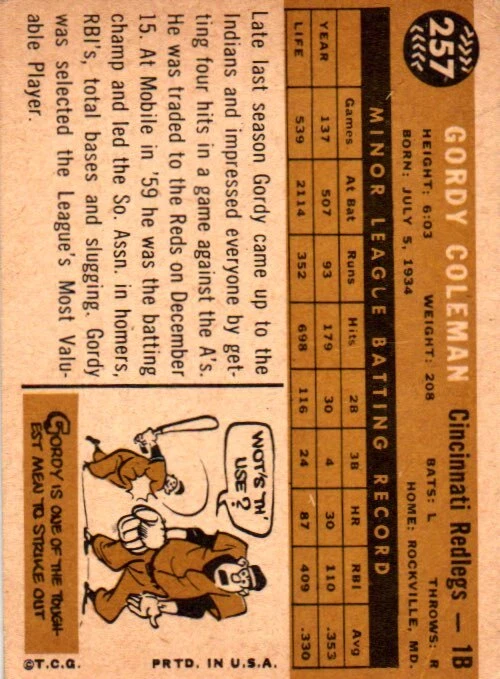 257
GORDY COLEMAN Cincinnati Redlegs — 1B
HEIGHT: 6:03 WEIGHT: 208 BATS: L THROWS: R
BORN: JULY 5, 1934 HOME: ROCKVILLE, MD.
MINOR LEAGUE BATTING RECORD
Games At Bat Runs Hits 2B 3B HR RBI Avg
YEAR 137 507 93 179 30 4 30 110 .353
LIFE 539 2114 352 698 116 24 87 409 .330
Late last season Gordy came up to the
Indians and impressed everyone by get-
ting four hits in a game against the A's.
He was traded to the Reds on December
15. At Mobile in '59 he was the batting
champ and led the So. Assn. in homers,
RBI's, total bases and slugging. Gordy
was selected the League's Most Valu-
able Player.
WOT'S TH'
USE?
GORDY IS ONE OF THE TOUGH-
EST MEN TO STRIKE OUT
©T.C.G. PRTD. IN U.S.A.